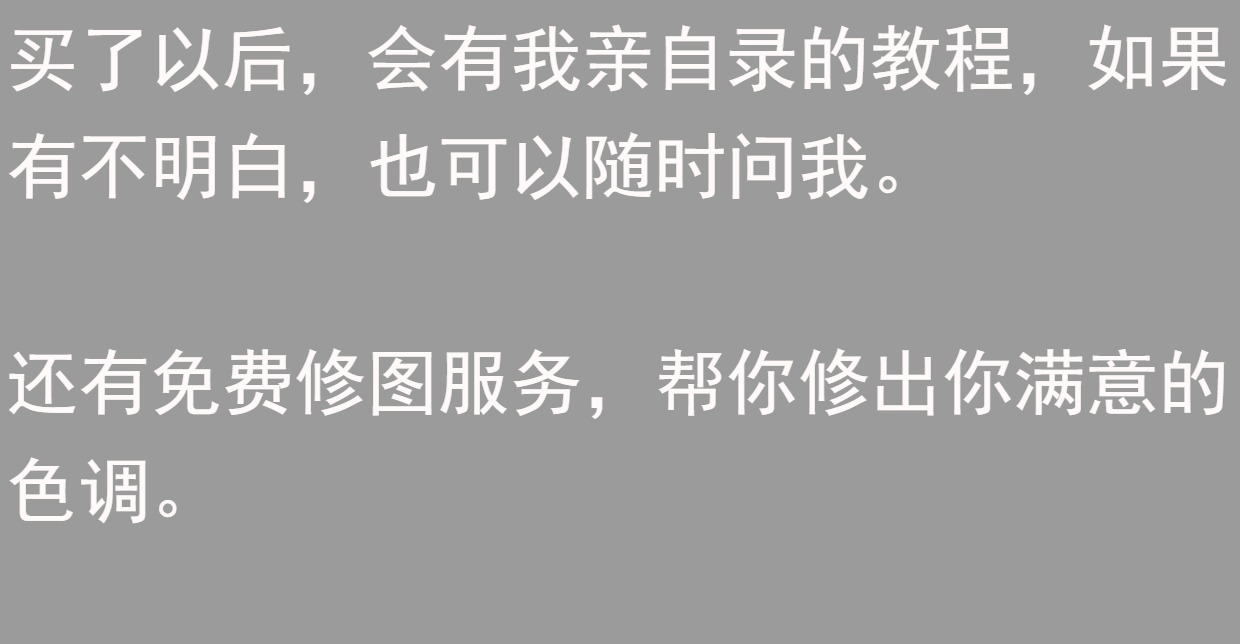 买了以后，会有我亲自录的教程，如果
有不明白，也可以随时问我。
还有免费修图服务，帮你修出你满意的
色调。